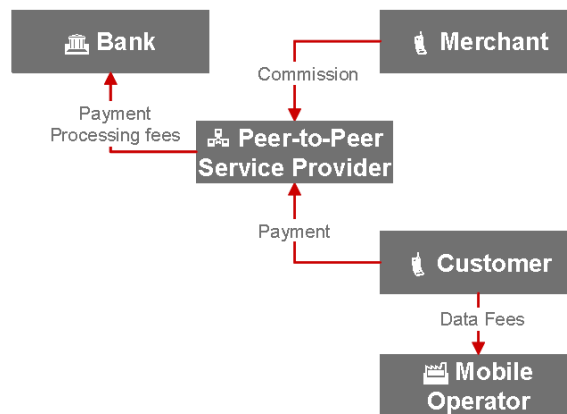 Bank
Merchant
Commission
Payment
Processing fees
Peer-to-Peer
Service Provider
Payment
Customer
Data Fees
Mobile
Operator